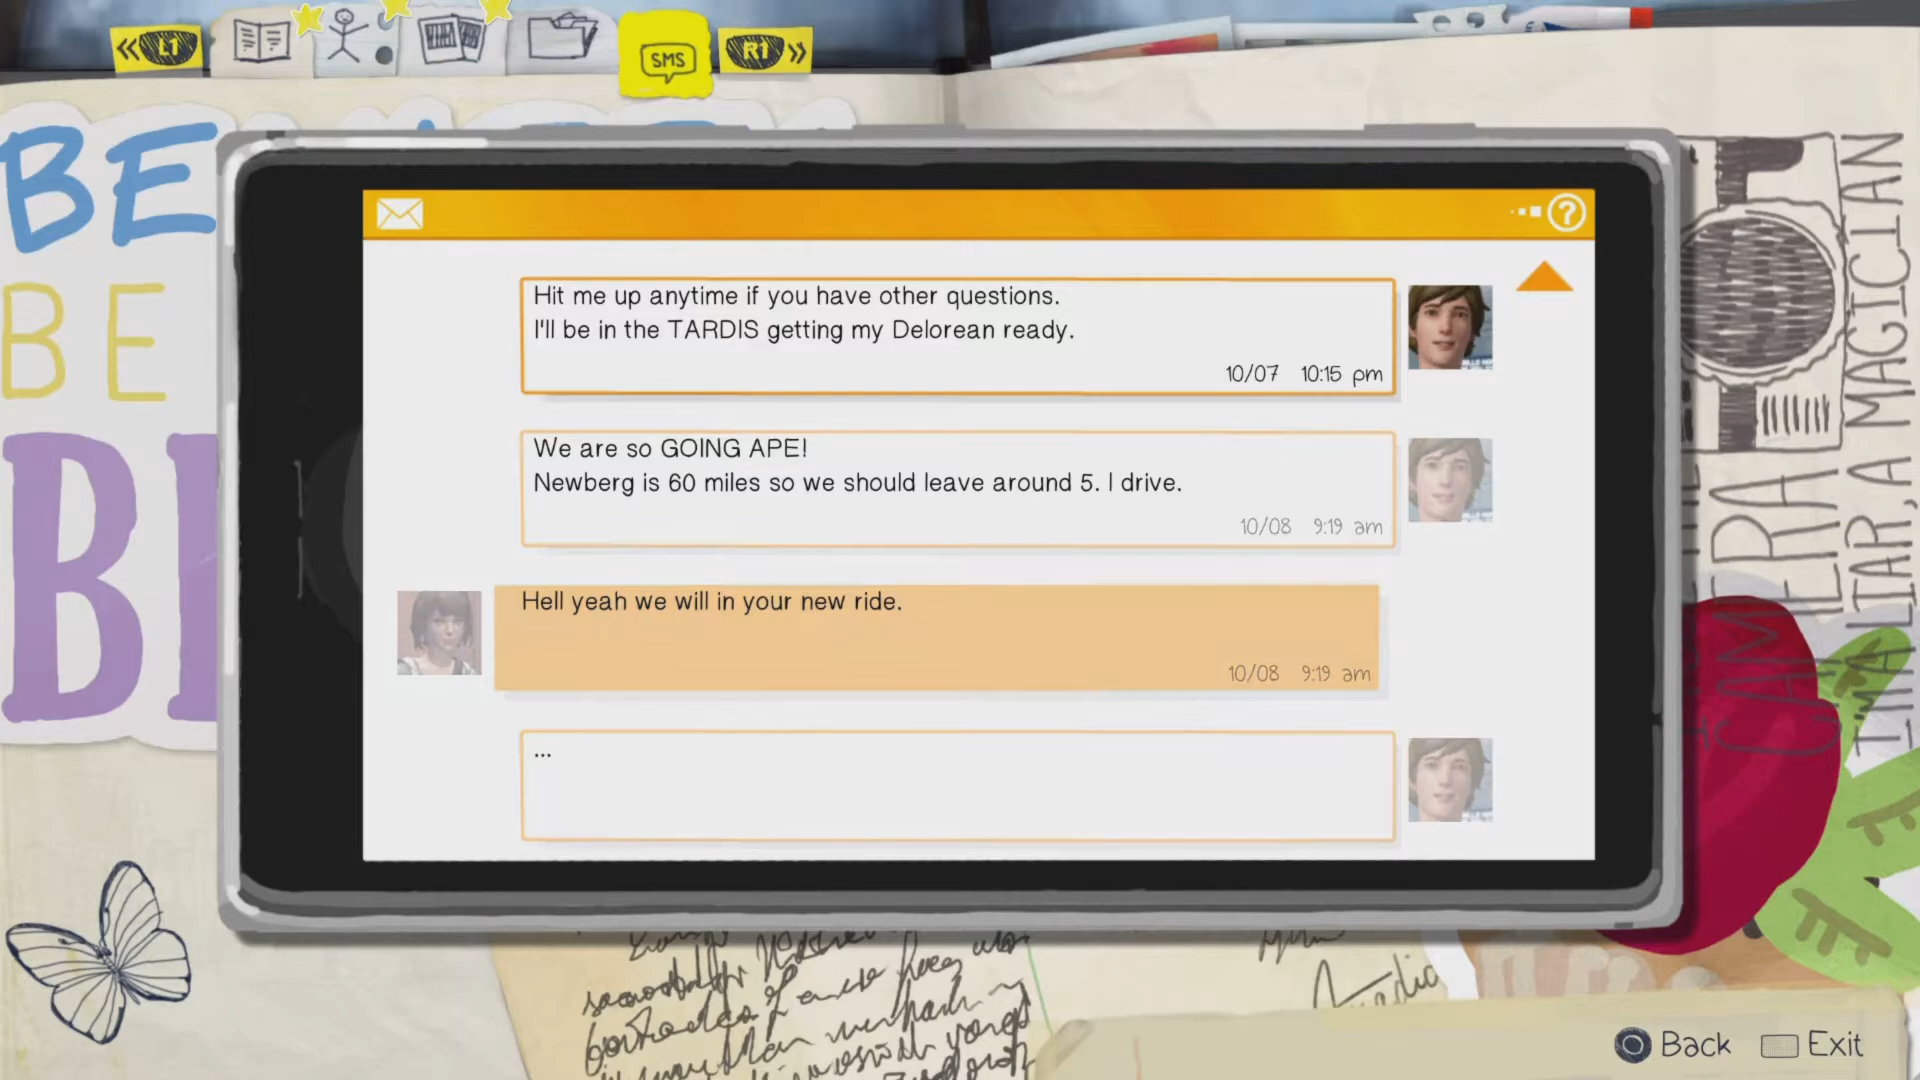 L1
SMS
R1
BE
BE
Hit me up anytime if you have other questions.
I'll be in the TARDIS getting my Delorean ready.
10/07 10:15 pm
We are so GOING APE!
Newberg is 60 miles so we should leave around 5. I drive.
10/08 9:19 am
Hell yeah we will in your new ride.
10/08 9:19 am
...
CAMERA
LIAR, A MAGICIAN
Back
Exit